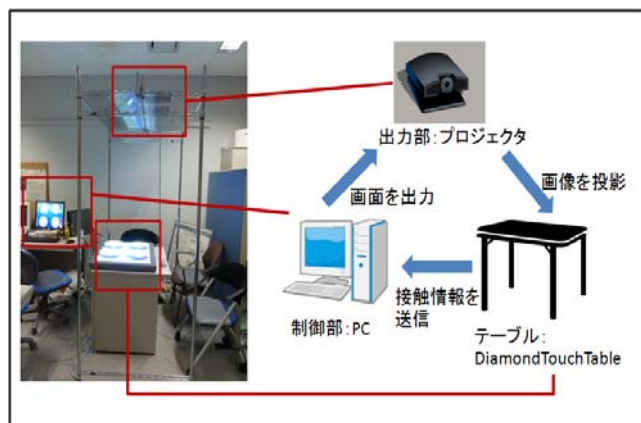 出力部:プロジェクタ
画面を出力
画像を投影
接触情報を
送信
制御部:PC
テーブル:
DiamondTouchTable